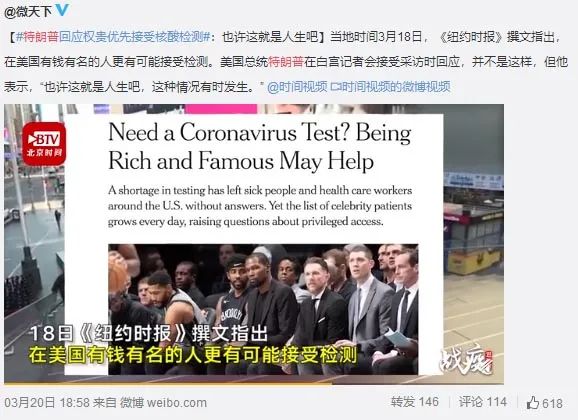 @微天下
【#特朗普回应权贵优先接受核酸检测#：也许这就是人生吧】当地时间3月18日，《纽约时报》撰文指出，
在美国有钱有名的人更有可能接受检测。美国总统特朗普在白宫记者会接受采访时回应，并不是这样，但他
表示，“也许这就是人生吧，这种情况有时发生。” @时间视频 时间视频的微博视频
BTV
北京时间
Need a Coronavirus Test? Being
Rich and Famous May Help
A shortage in testing has left sick people and health care workers
around the U.S. without answers. Yet the list of celebrity patients
grows every day, raising questions about privileged access.
18日《纽约时报》撰文指出
在美国有钱有名的人更有可能接受检测
战疫
03月20日 18:58 来自 微博 weibo.com
转发 146
评论 114
618